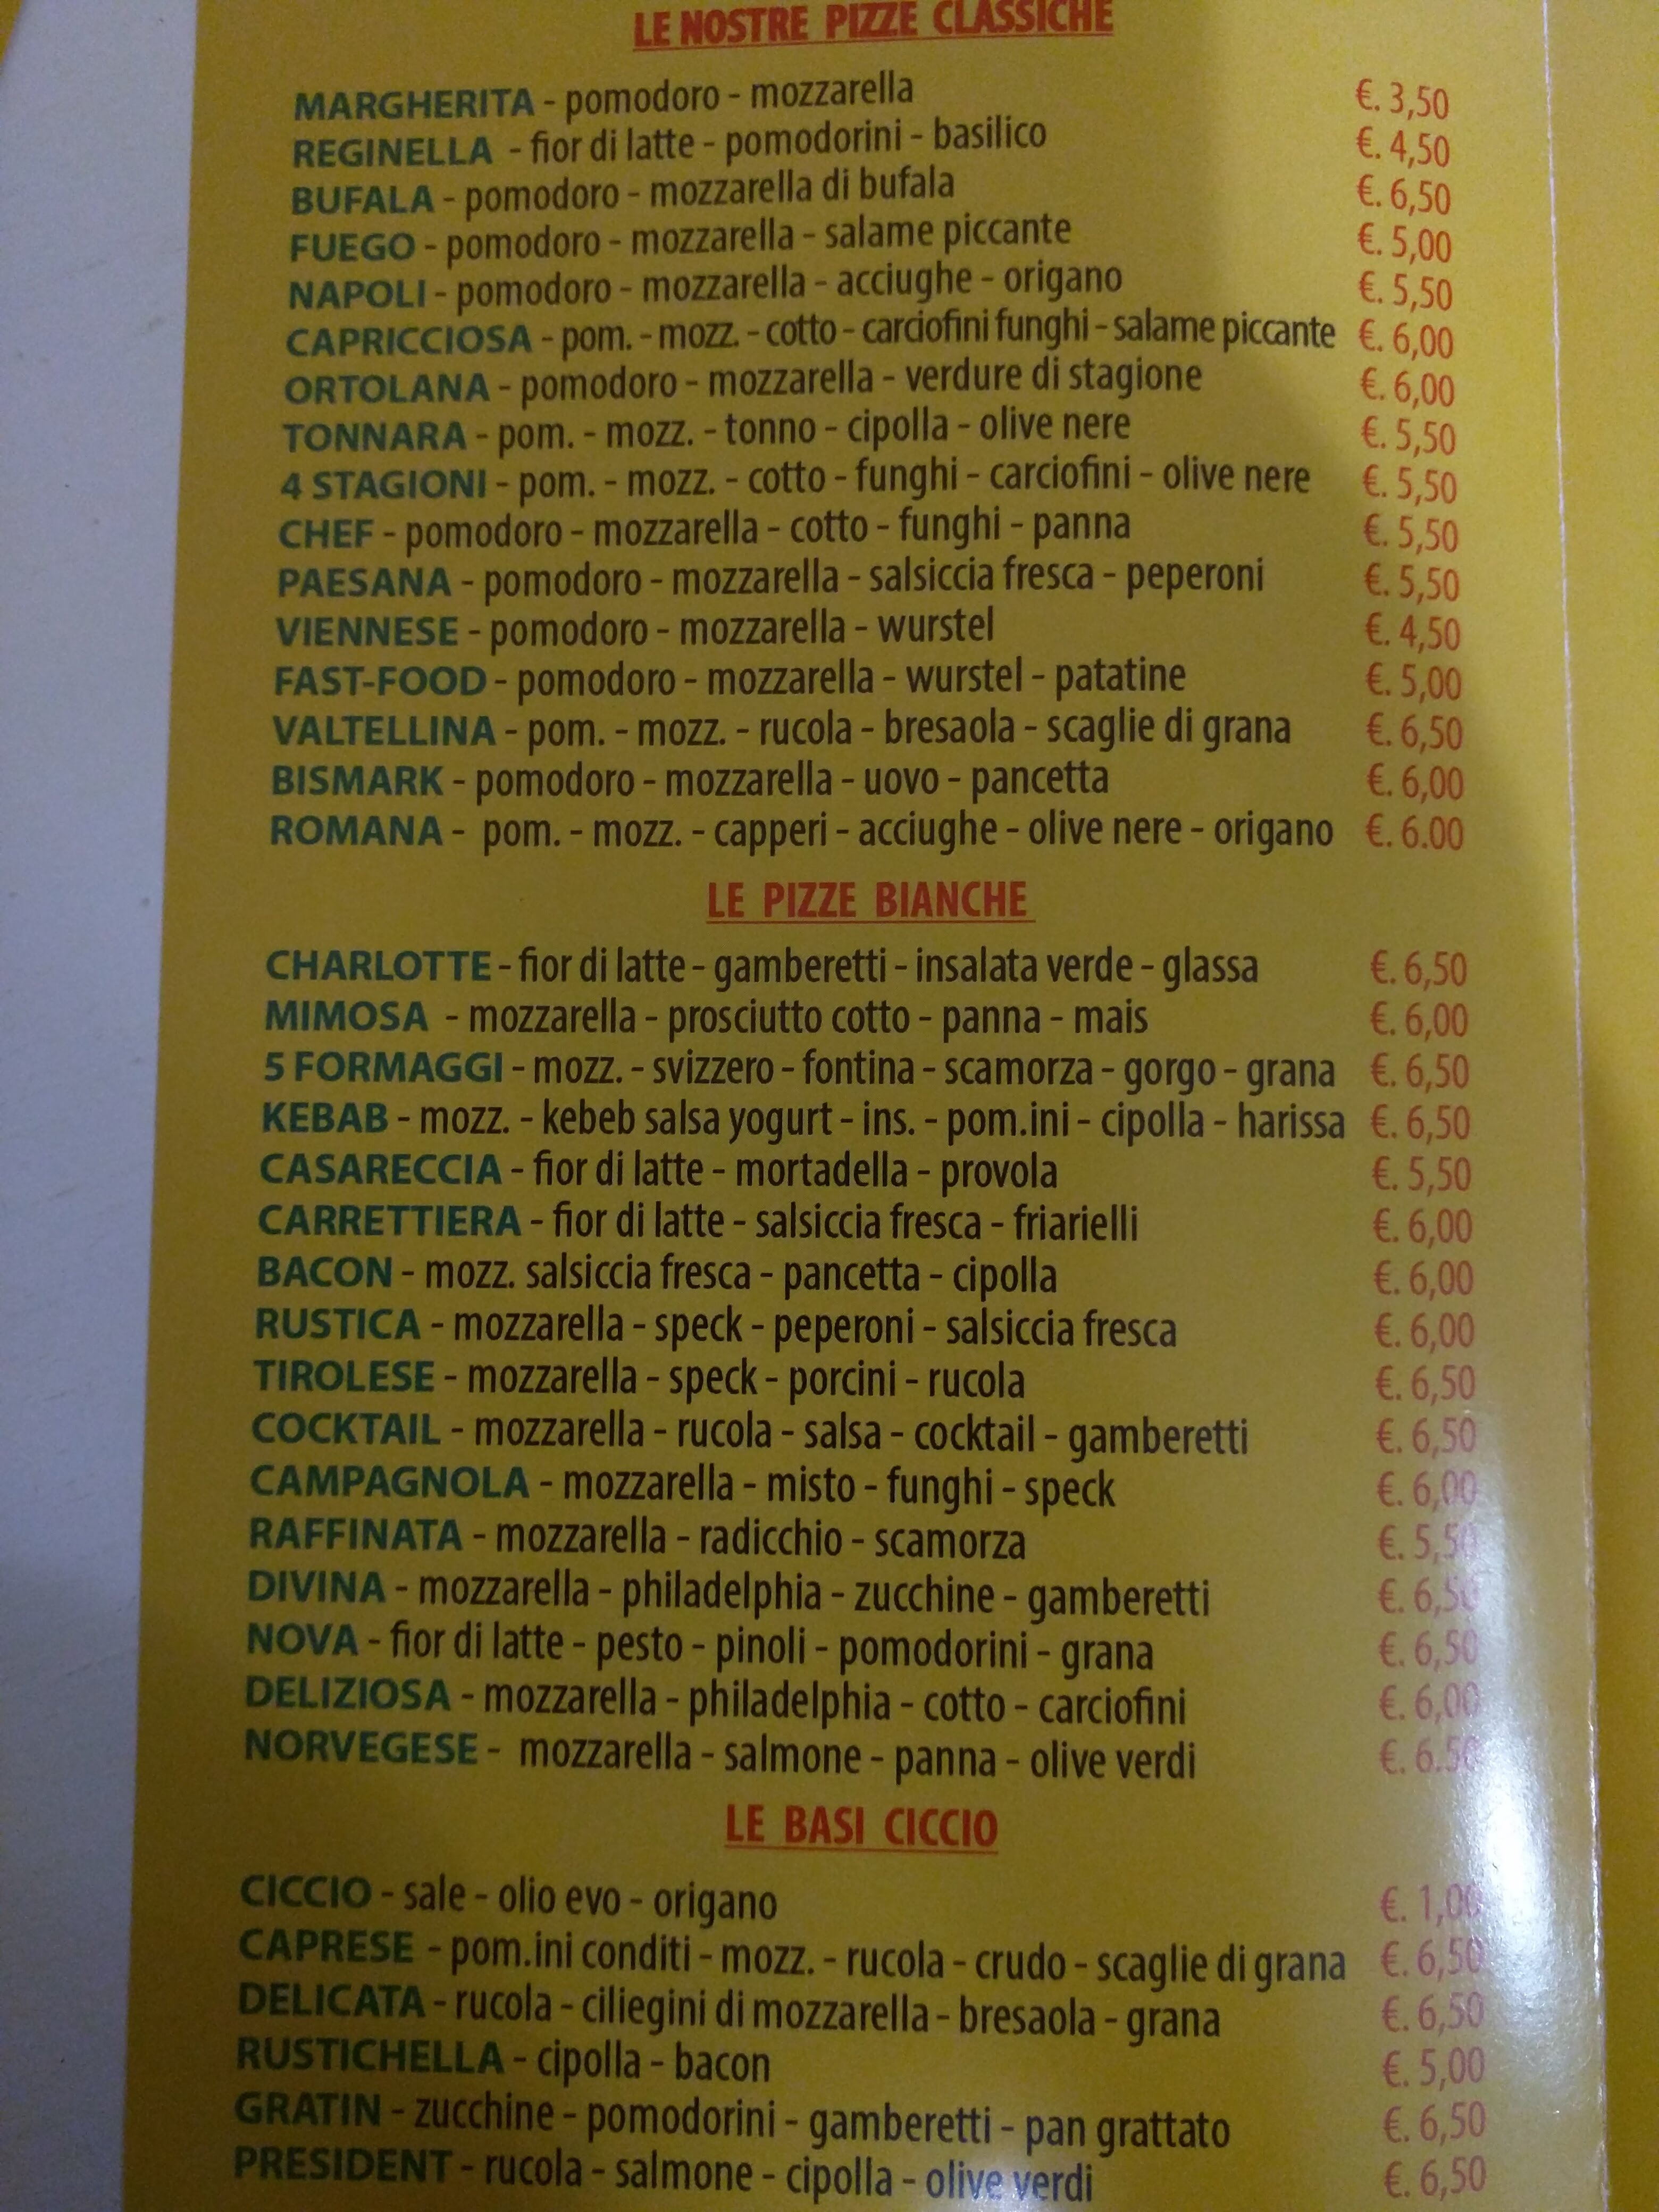 LE NOSTRE PIZZE CLASSICHE
MARGHERITA - pomodoro - mozzarella €. 3,50
REGINELLA - fior di latte - pomodorini - basilico €. 4,50
BUFALA - pomodoro - mozzarella di bufala €. 6,50
FUEGO - pomodoro - mozzarella - salame piccante €. 5,00
NAPOLI - pomodoro - mozzarella - acciughe - origano €. 5,50
CAPRICCIOSA - pom. - mozz. - cotto - carciofini funghi - salame piccante €. 6,00
ORTOLANA - pomodoro - mozzarella - verdure di stagione €. 6,00
TONNARA - pom. - mozz. - tonno - cipolla - olive nere €. 5,50
4 STAGIONI - pom. - mozz. - cotto - funghi - carciofini - olive nere €. 5,50
CHEF - pomodoro - mozzarella - cotto - funghi - panna €. 5,50
PAESANA - pomodoro - mozzarella - salsiccia fresca - peperoni €. 5,50
VIENNESE - pomodoro - mozzarella - wurstel €. 4,50
FAST-FOOD - pomodoro - mozzarella - wurstel - patatine €. 5,00
VALTELLINA - pom. - mozz. - rucola - bresaola - scaglie di grana €. 6,50
BISMARK - pomodoro - mozzarella - uovo - pancetta €. 6,00
ROMANA - pom. - mozz. - capperi - acciughe - olive nere - origano €. 6.00
LE PIZZE BIANCHE
CHARLOTTE - fior di latte - gamberetti - insalata verde - glassa €. 6,50
MIMOSA - mozzarella - prosciutto cotto - panna - mais €. 6,00
5 FORMAGGI - mozz. - svizzero - fontina - scamorza - gorgo - grana €. 6,50
KEBAB - mozz. - kebeb salsa yogurt - ins. - pom.ini - cipolla - harissa €. 6,50
CASARECCIA - fior di latte - mortadella - provola €. 5,50
CARRETTIERA - fior di latte - salsiccia fresca - friarielli €. 6,00
BACON - mozz. salsiccia fresca - pancetta - cipolla €. 6,00
RUSTICA - mozzarella - speck - peperoni - salsiccia fresca €. 6,00
TIROLESE - mozzarella - speck - porcini - rucola €. 6,50
COCKTAIL - mozzarella - rucola - salsa - cocktail - gamberetti €. 6,50
CAMPAGNOLA - mozzarella - misto - funghi - speck €. 6,00
RAFFINATA - mozzarella - radicchio - scamorza €. 5,50
DIVINA - mozzarella - philadelphia - zucchine - gamberetti €. 6,50
NOVA - fior di latte - pesto - pinoli - pomodorini - grana €. 6,50
DELIZIOSA - mozzarella - philadelphia - cotto - carciofini €. 6,00
NORVEGESE - mozzarella - salmone - panna - olive verdi €. 6.50
LE BASI CICCIO
CICCIO - sale - olio evo - origano €. 1,00
CAPRESE - pom.ini conditi - mozz. - rucola - crudo - scaglie di grana €. 6,50
DELICATA - rucola - ciliegini di mozzarella - bresaola - grana €. 6,50
RUSTICHELLA - cipolla - bacon €. 5,00
GRATIN - zucchine - pomodorini - gamberetti - pan grattato €. 6,50
PRESIDENT - rucola - salmone - cipolla - olive verdi €. 6,50